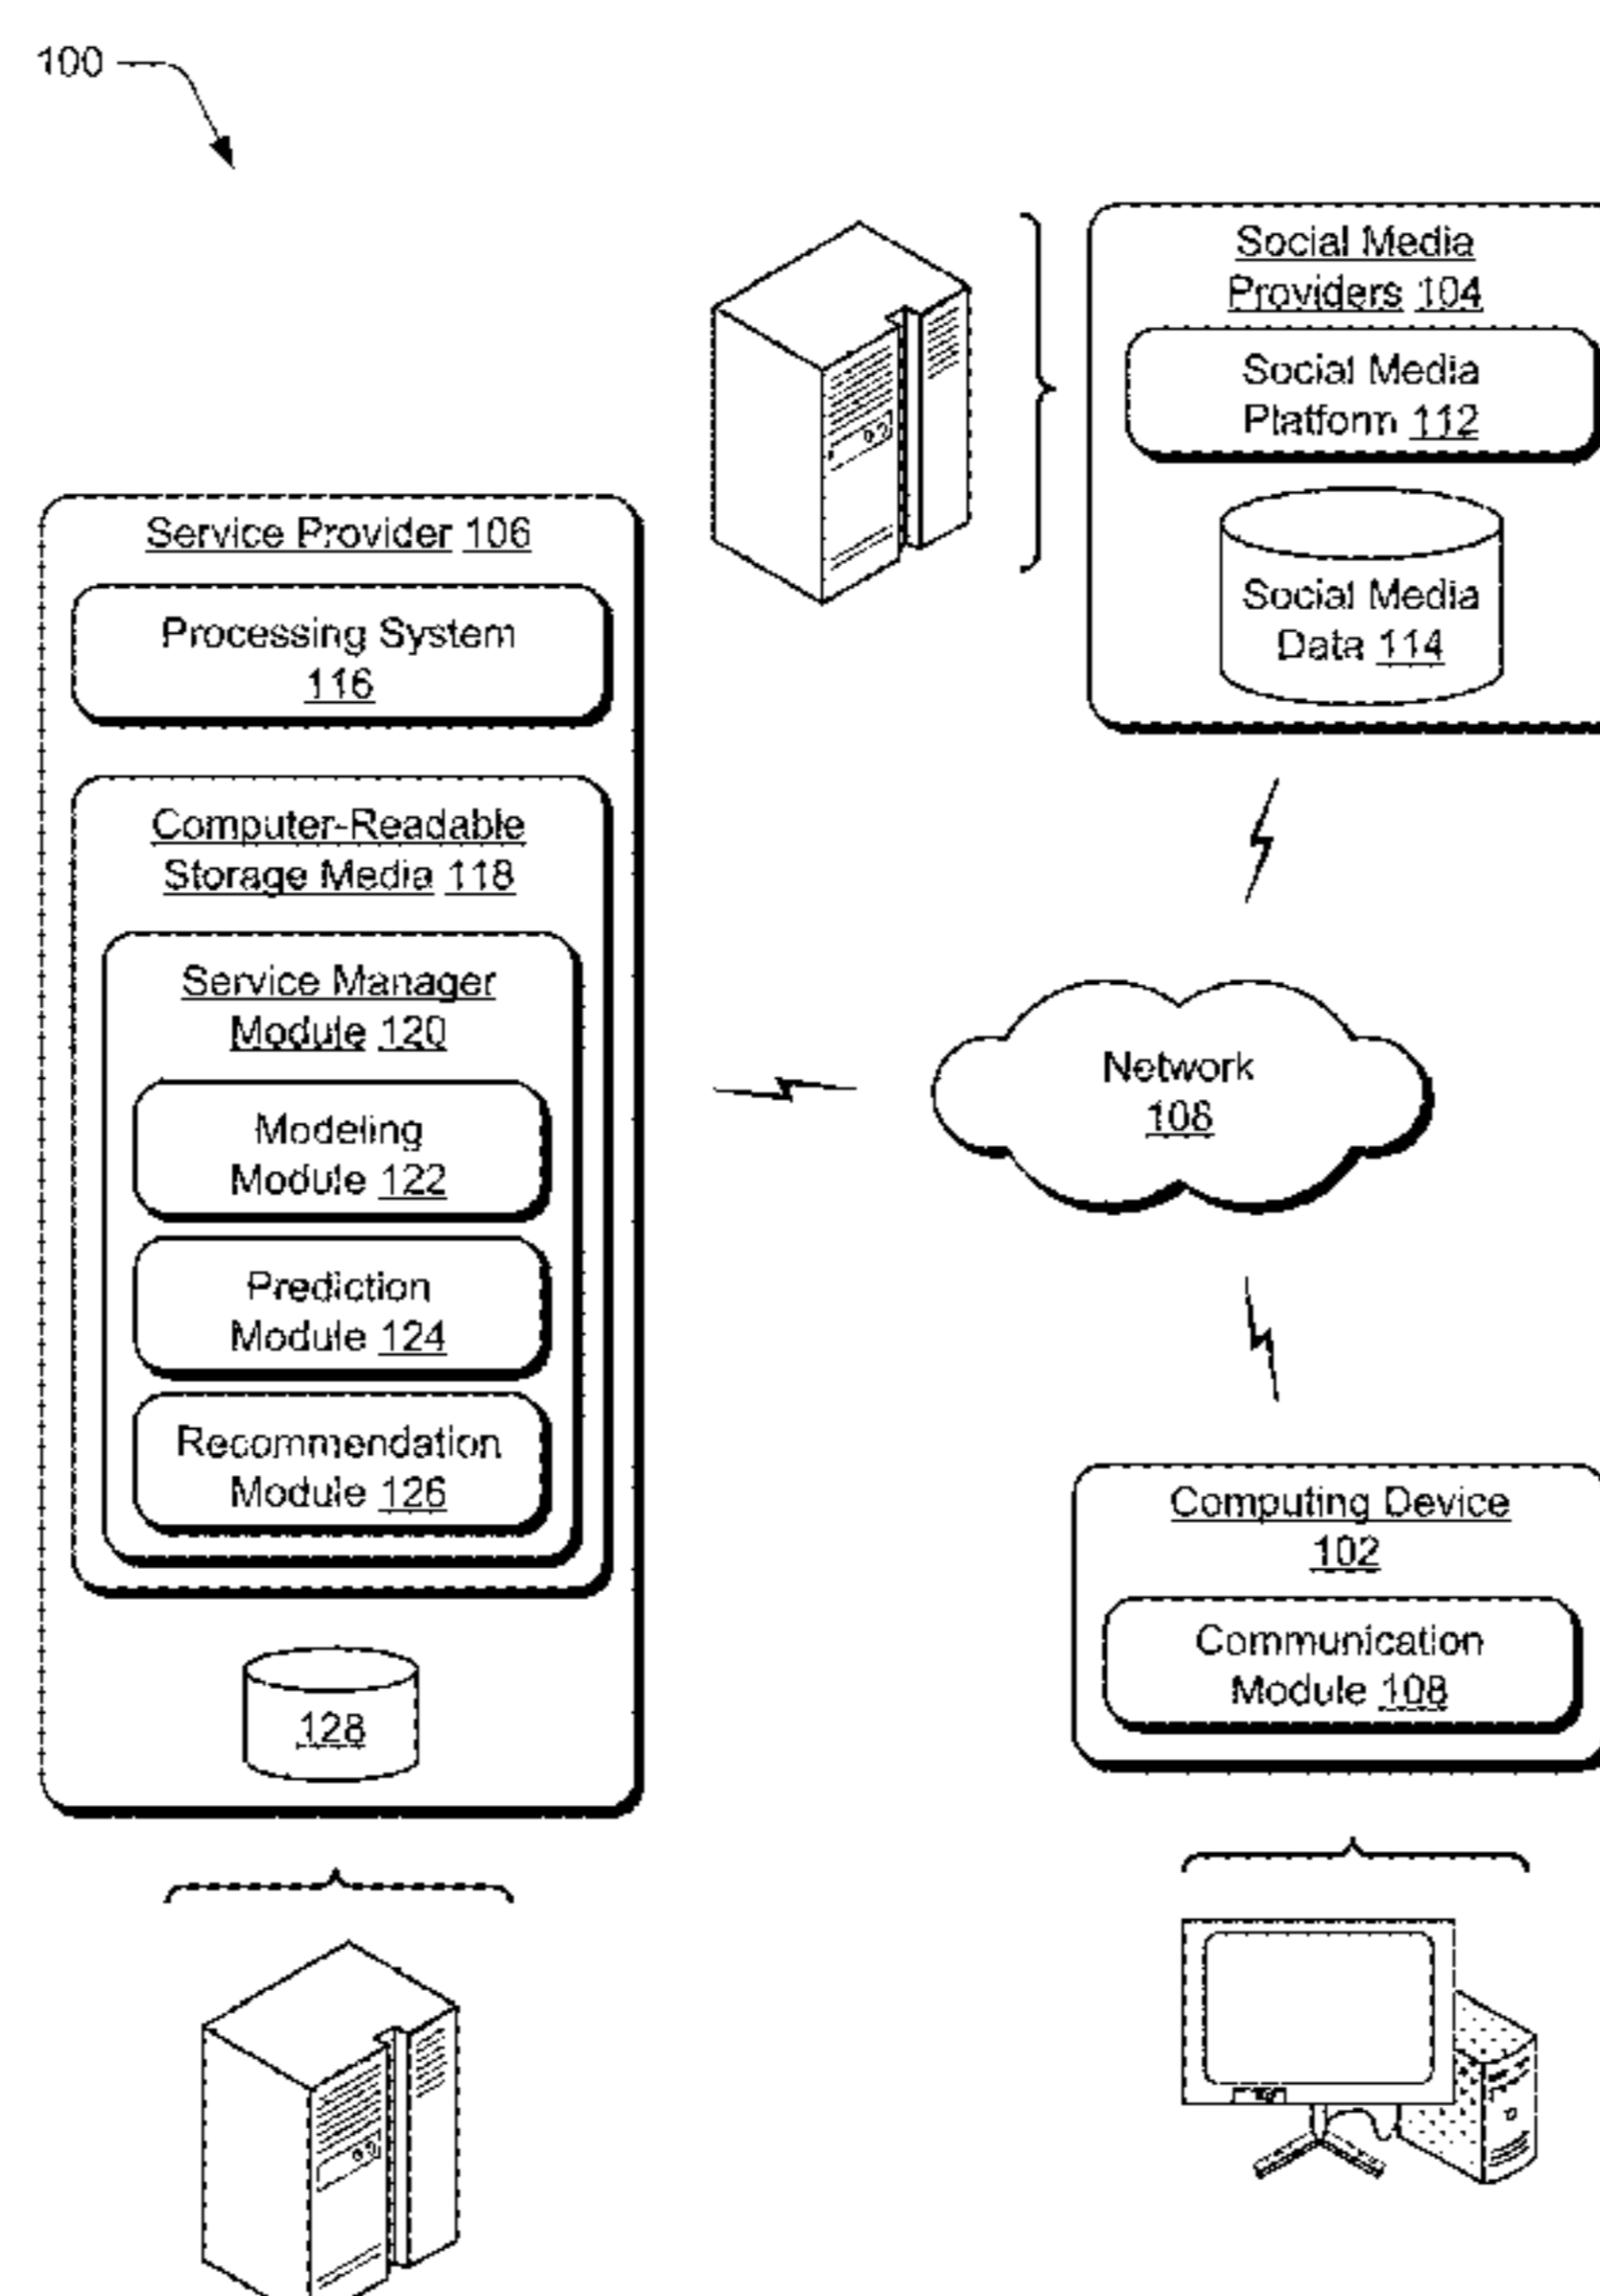 100
Social Media
Providers 104
Social Media
Platform 112
Social Media
Data 114
Service Provider 106
Processing System
116
Computer-Readable
Storage Media 118
Service Manager
Module 120
Modeling
Module 122
Prediction
Module 124
Recommendation
Module 126
128
Network
108
Computing Device
102
Communication
Module 108